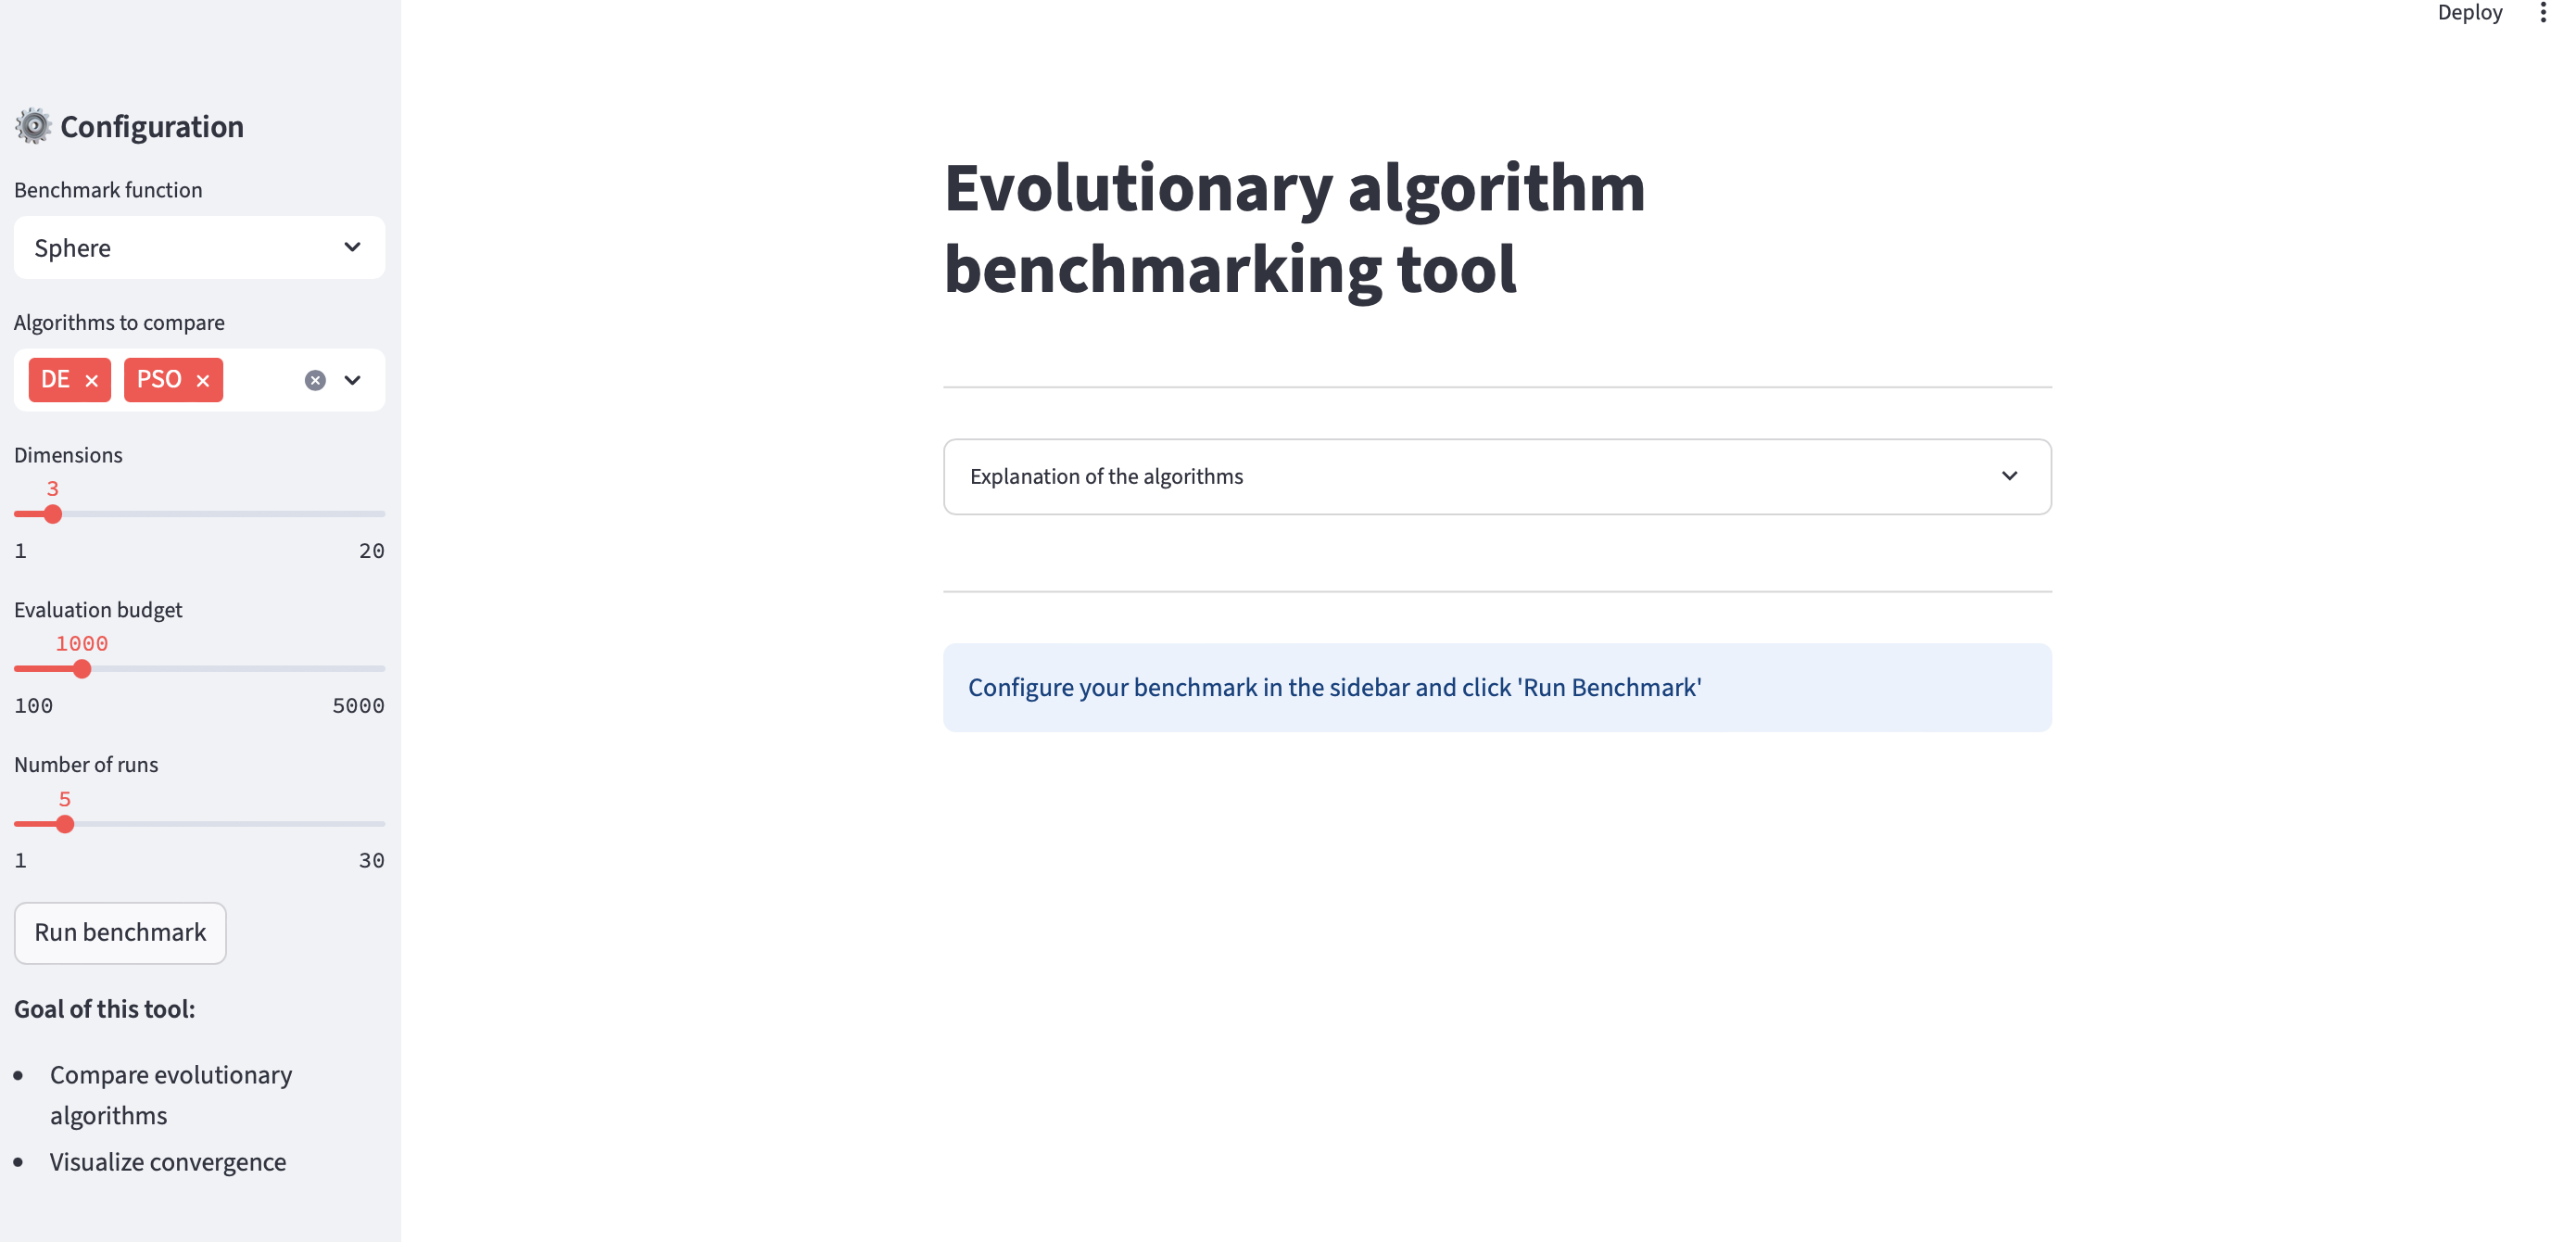 Deploy
Configuration
Benchmark function
Sphere
Algorithms to compare
DE
PSO
Dimensions
3
1 20
Evaluation budget
1000
100 5000
Number of runs
5
1 30
Run benchmark
Goal of this tool:
Compare evolutionary
algorithms
Visualize convergence
Evolutionary algorithm
benchmarking tool
Explanation of the algorithms
Configure your benchmark in the sidebar and click 'Run Benchmark'